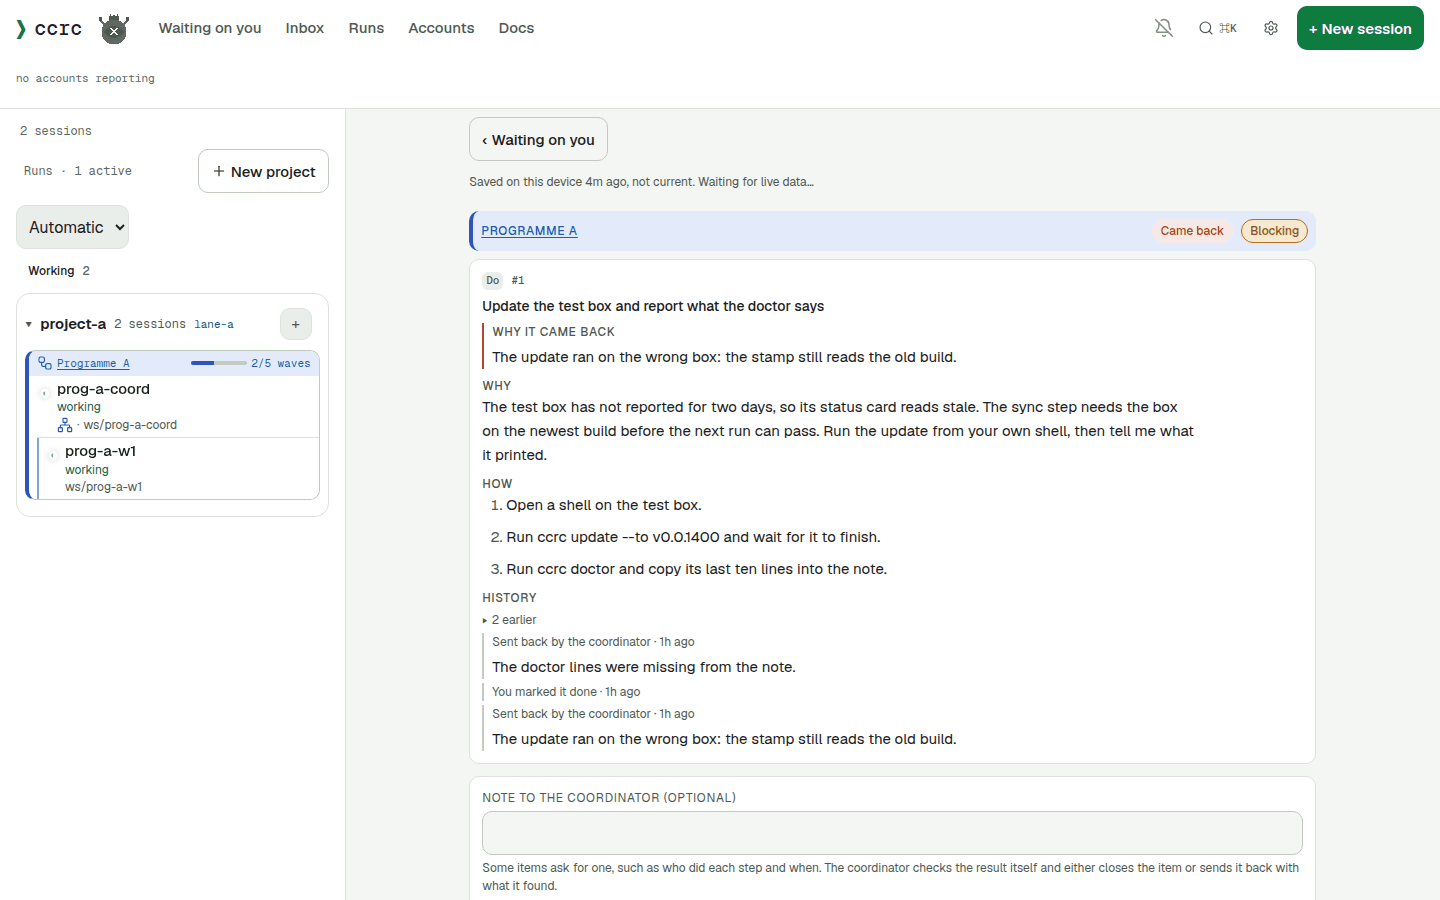 ccrc
Waiting on you
Inbox
Runs
Accounts
Docs
⌘K
+ New session
no accounts reporting
2 sessions
Runs · 1 active
+ New project
Automatic
Working 2
▾ project-a 2 sessions lane-a
+
Programme A 2/5 waves
prog-a-coord
working
· ws/prog-a-coord
prog-a-w1
working
ws/prog-a-w1
‹ Waiting on you
Saved on this device 4m ago, not current. Waiting for live data...
PROGRAMME A
Came back
Blocking
Do #1
Update the test box and report what the doctor says
WHY IT CAME BACK
The update ran on the wrong box: the stamp still reads the old build.
WHY
The test box has not reported for two days, so its status card reads stale. The sync step needs the box
on the newest build before the next run can pass. Run the update from your own shell, then tell me what
it printed.
HOW
1. Open a shell on the test box.
2. Run ccrc update --to v0.0.1400 and wait for it to finish.
3. Run ccrc doctor and copy its last ten lines into the note.
HISTORY
▸ 2 earlier
Sent back by the coordinator · 1h ago
The doctor lines were missing from the note.
You marked it done · 1h ago
Sent back by the coordinator · 1h ago
The update ran on the wrong box: the stamp still reads the old build.
NOTE TO THE COORDINATOR (OPTIONAL)
Some items ask for one, such as who did each step and when. The coordinator checks the result itself and either closes the item or sends it back with
what it found.